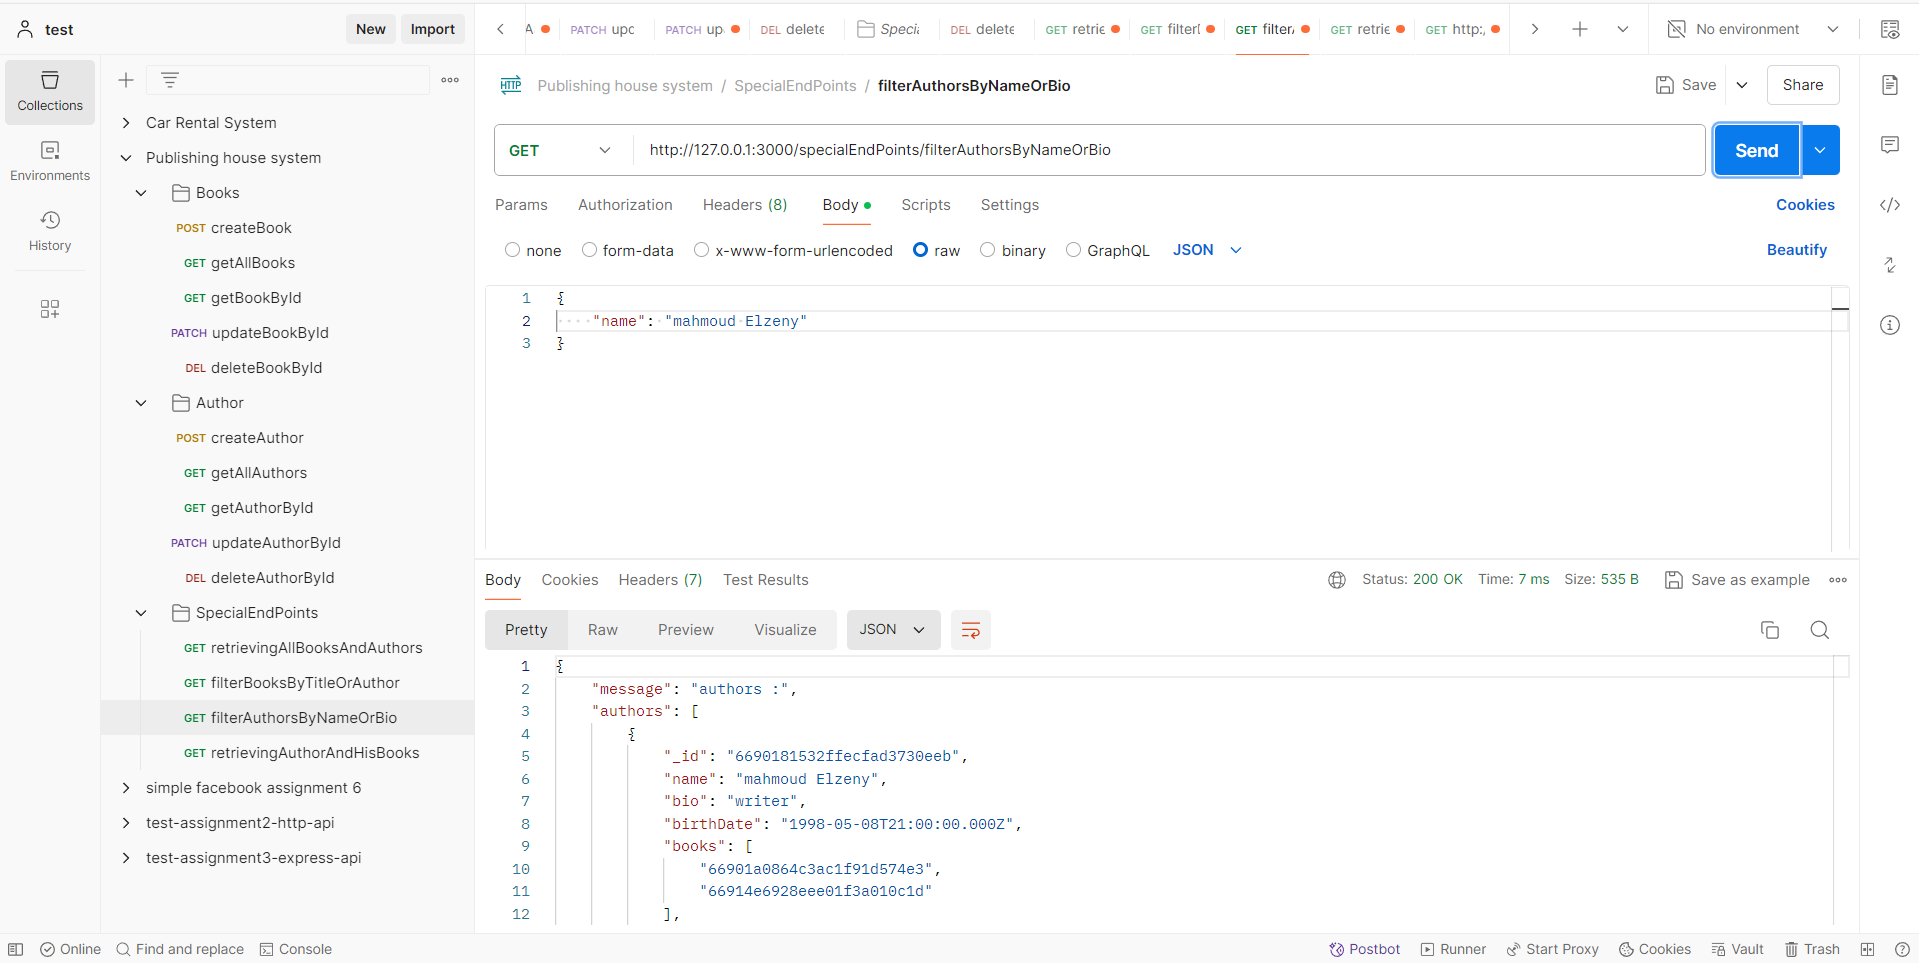 test
New
Import
A
PATCH upc
PATCH up
DEL delete
Specia
DEL delete
GET retrie
GET filter
GET filter
GET retrie
GET http:
No environment
Collections
Environments
History
Car Rental System
Publishing house system
Books
POST createBook
GET getAllBooks
GET getBookById
PATCH updateBookById
DEL deleteBookById
Author
POST createAuthor
GET getAllAuthors
GET getAuthorById
PATCH updateAuthorById
DEL deleteAuthorById
SpecialEndPoints
GET retrievingAllBooksAndAuthors
GET filterBooksByTitleOrAuthor
GET filterAuthorsByNameOrBio
GET retrievingAuthorAndHisBooks
simple facebook assignment 6
test-assignment2-http-api
test-assignment3-express-api
HTTP Publishing house system / SpecialEndPoints / filterAuthorsByNameOrBio
Save
Share
GET
http://127.0.0.1:3000/specialEndPoints/filterAuthorsByNameOrBio
Send
Params Authorization Headers (8) Body Scripts Settings
Cookies
none form-data x-www-form-urlencoded raw binary GraphQL JSON
Beautify
1 {
2 "name": "mahmoud Elzeny"
3 }
Body Cookies Headers (7) Test Results
Status: 200 OK Time: 7 ms Size: 535 B
Save as example
Pretty Raw Preview Visualize JSON
1 {
2 "message": "authors :",
3 "authors": [
4 {
5 "_id": "6690181532ffecfad3730eeb",
6 "name": "mahmoud Elzeny",
7 "bio": "writer",
8 "birthDate": "1998-05-08T21:00:00.000Z",
9 "books": [
10 "66901a0864c3ac1f91d574e3",
11 "66914e6928eee01f3a010c1d"
12 ],
Online Find and replace Console
Postbot Runner Start Proxy Cookies Vault Trash